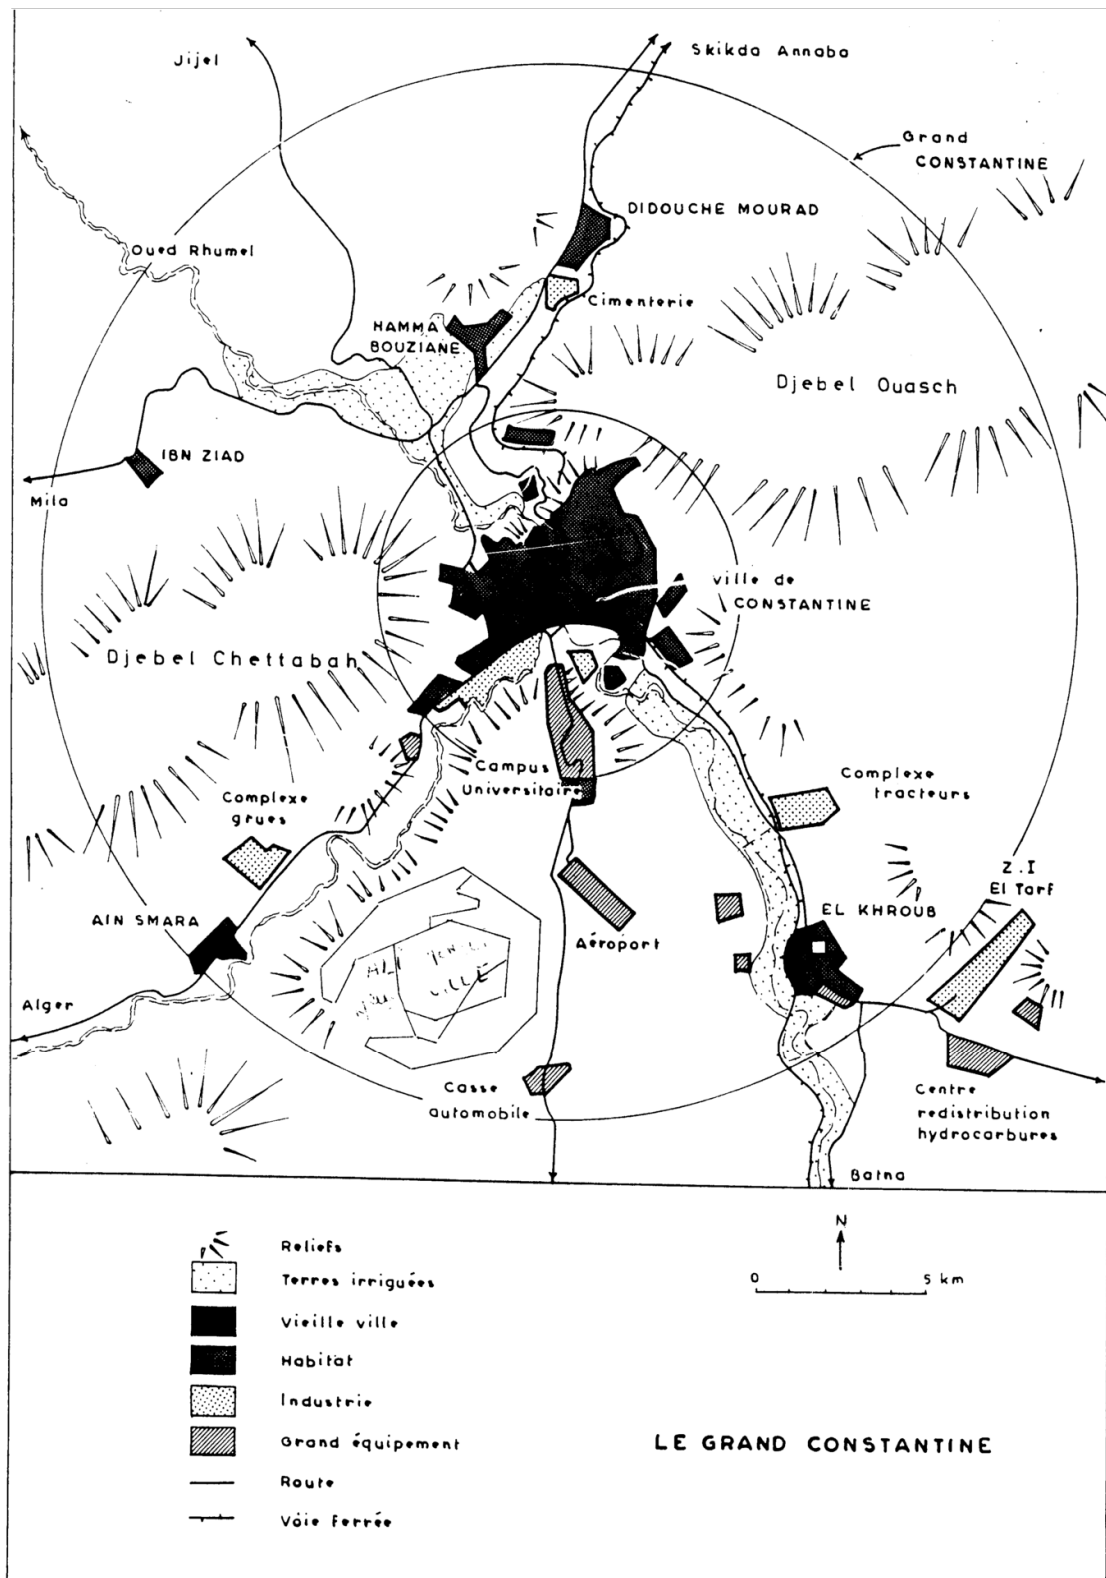 Jijel
Skikda Annaba
Grand
CONSTANTINE
DIDOUCHE MOURAD
Oued Rhumel
Cimenterie
HAMMA
BOUZIANE
Djebel Ouasch
IBN ZIAD
Mila
ville de
CONSTANTINE
Djebel Chettabah
Campus
Universitaire
Complexe
tracteurs
Complexe
grues
Z.I
El Tarf
AIN SMARA
EL KHROUB
Aéroport
VILLE
Alger
Casse
automobile
Centre
redistribution
hydrocarbures
Batna
N
Reliefs
Terres irriguées
0 5 km
Vieille ville
Habitat
Industrie
Grand équipement
LE GRAND CONSTANTINE
Route
Vöie ferrée